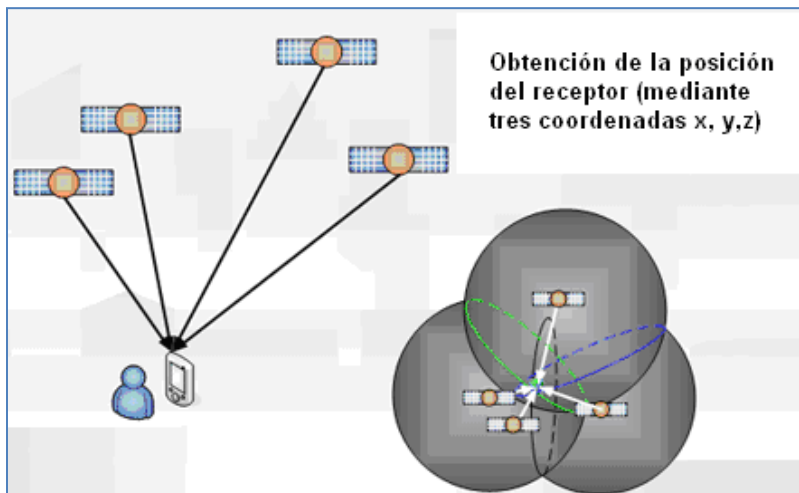 Obtención de la posición
del receptor (mediante
tres coordenadas x, y,z)